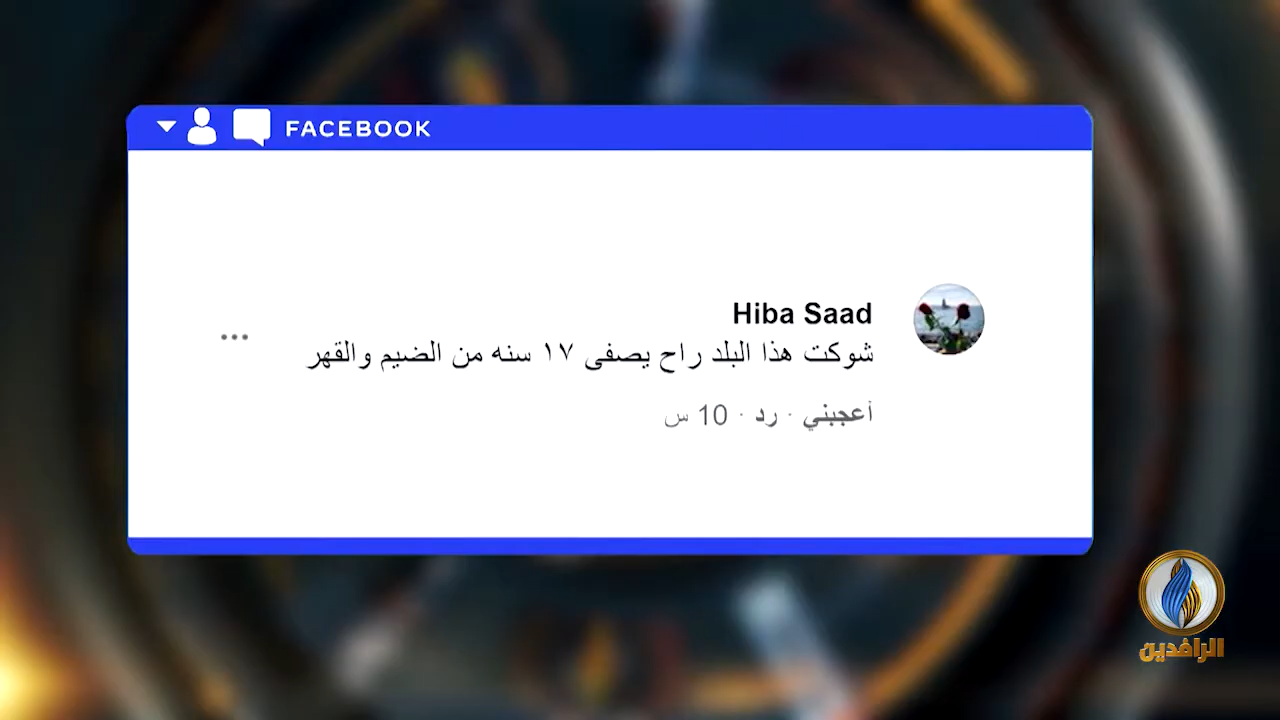 FACEBOOK
Hiba Saad
شوكت هذا البلد راح يصفى ١٧ سنه من الضيم والقهر
أعجبني · رد · 10 س
الرافدين